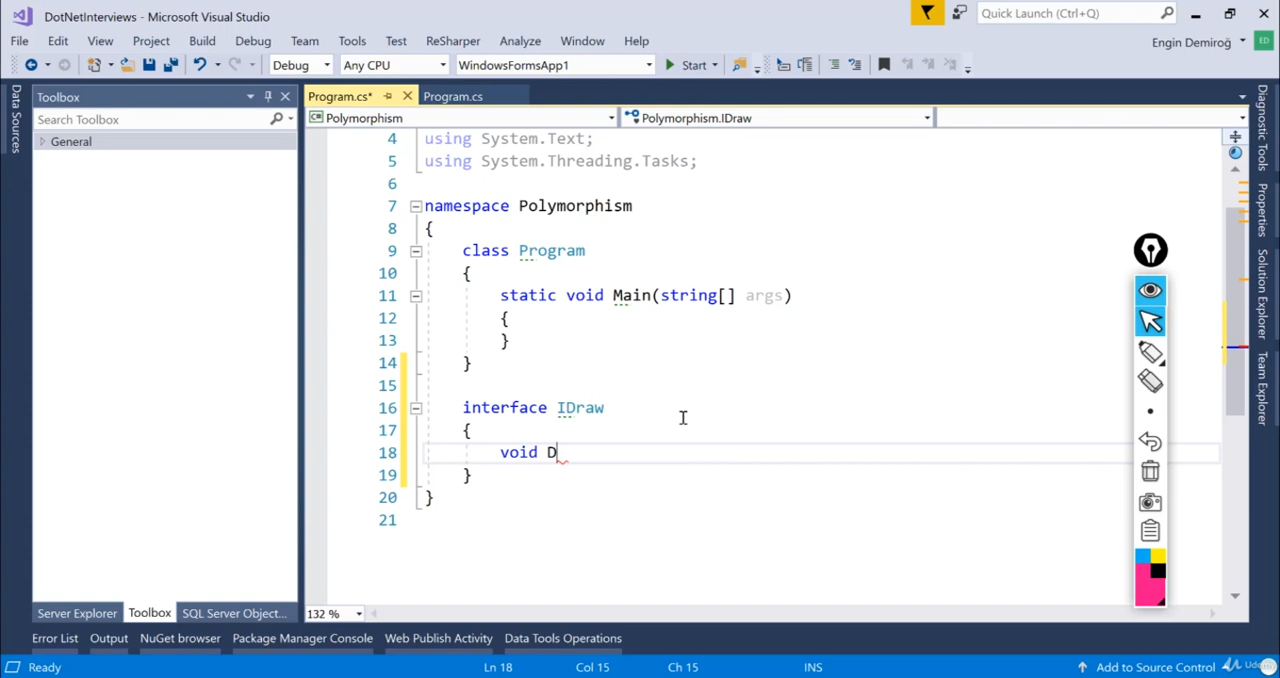 DotNetInterviews - Microsoft Visual Studio
Quick Launch (Ctrl+Q)
File Edit View Project Build Debug Team Tools Test ReSharper Analyze Window Help
Engin Demiroğ ED
Debug Any CPU WindowsFormsApp1 Start
Data Sources
Toolbox
Search Toolbox
General
Program.cs* Program.cs
Polymorphism Polymorphism.IDraw
4 using System.Text;
5 using System.Threading.Tasks;
6
7 namespace Polymorphism
8 {
9 class Program
10 {
11 static void Main(string[] args)
12 {
13 }
14 }
15
16 interface IDraw
17 {
18 void D
19 }
20 }
21
Diagnostic Tools
Properties
Solution Explorer
Team Explorer
132 %
Server Explorer Toolbox SQL Server Object...
Error List Output NuGet browser Package Manager Console Web Publish Activity Data Tools Operations
Ready Ln 18 Col 15 Ch 15 INS Add to Source Control
Udemy